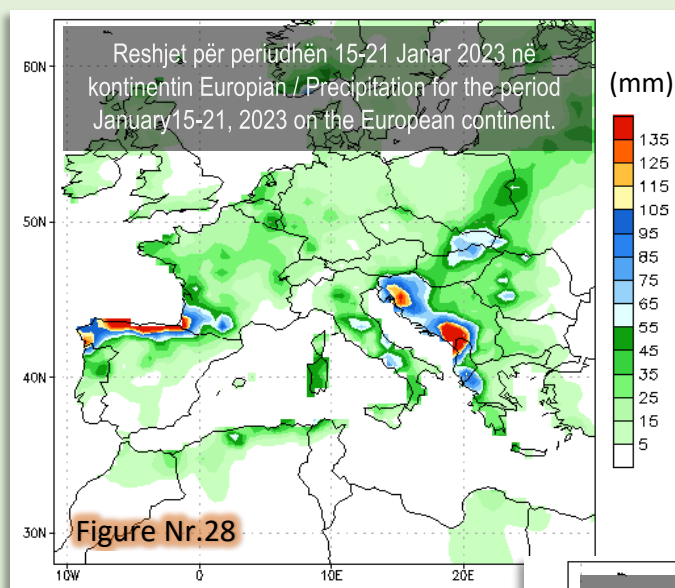 Reshjet për periudhën 15-21 Janar 2023 në
kontinentin Europian / Precipitation for the period
January15-21, 2023 on the European continent.
(mm)
60N
50N
40N
30N
10W
0
10E
20E
135
125
115
105
95
85
75
65
55
45
35
25
15
5
Figure Nr.28